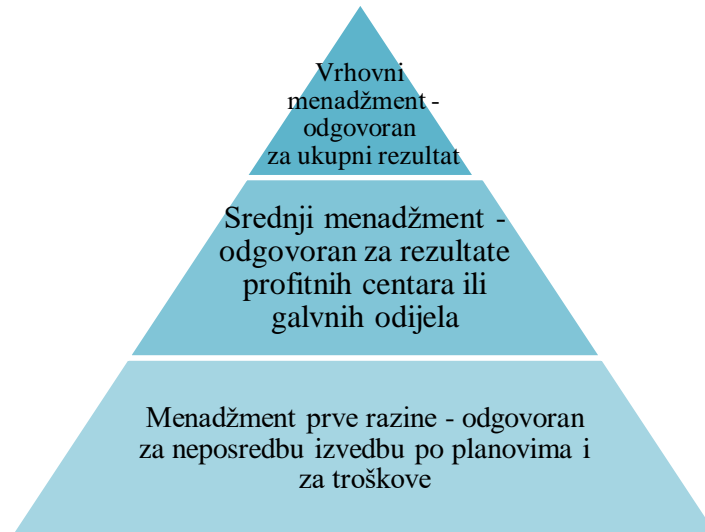 Vrhovni
menadžment -
odgovoran
za ukupni rezultat
Srednji menadžment -
odgovoran za rezultate
profitnih centara ili
galvnih odijela
Menadžment prve razine - odgovoran
za neposredbu izvedbu po planovima i
za troškove